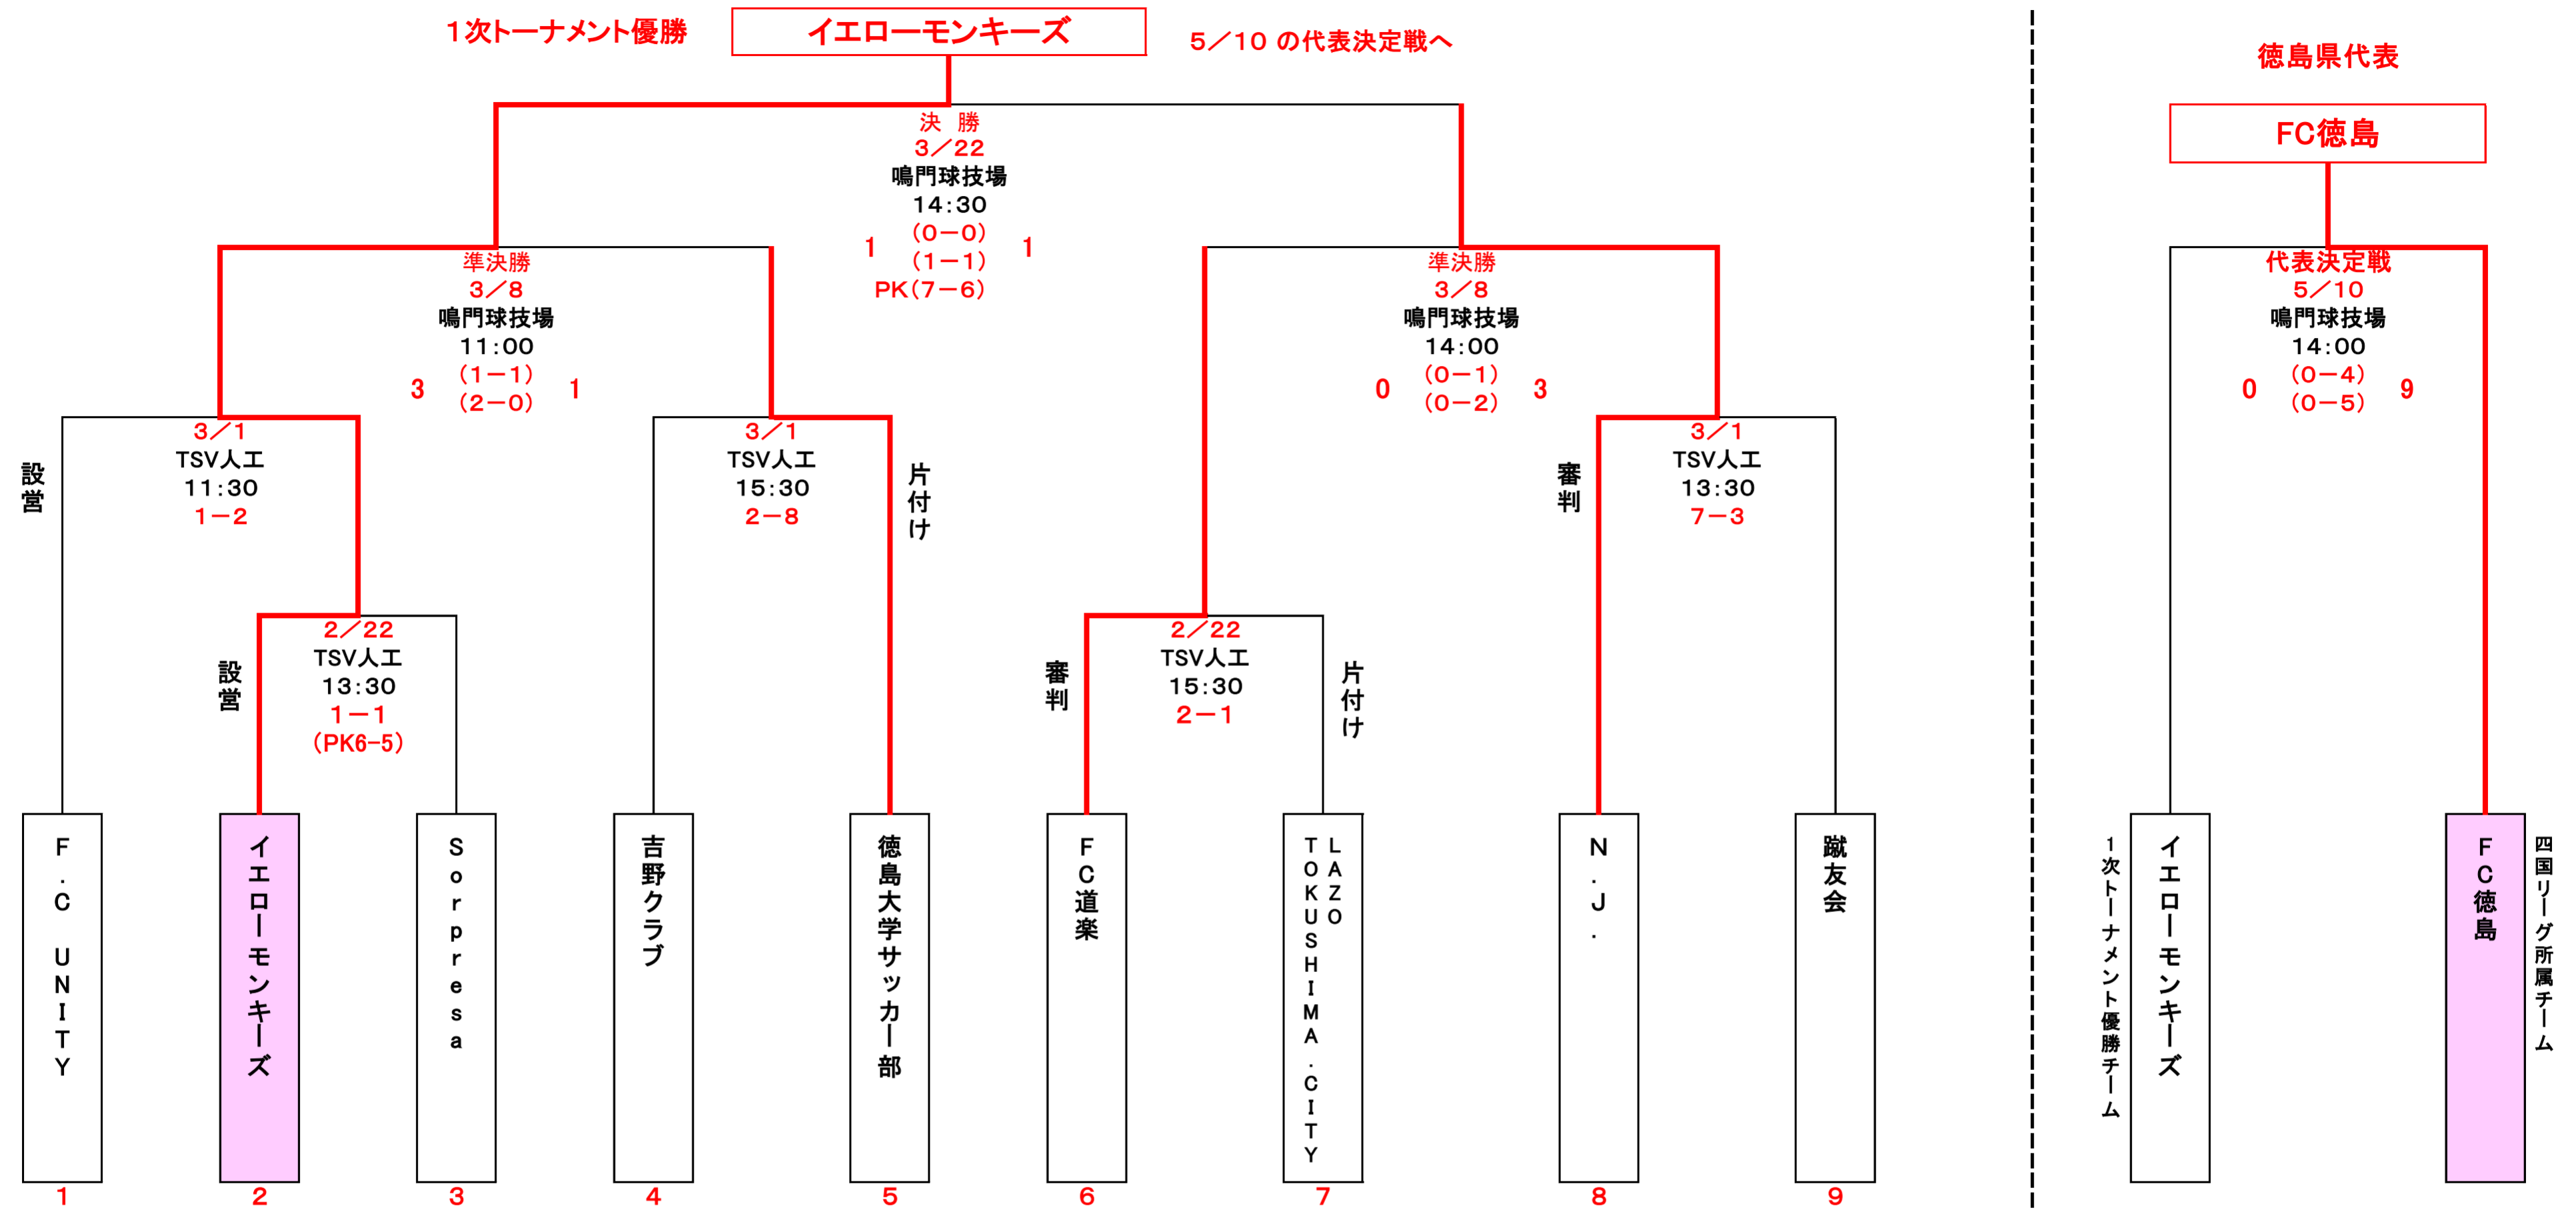 1次トーナメント優勝
イエローモンキーズ
5／10 の代表決定戦へ
決 勝
3／22
鳴門球技場
14：30
1
（0－0）
（1－1）
1
PK（7－6）
準決勝
3／8
鳴門球技場
11：00
3
（1－1）
（2－0）
1
準決勝
3／8
鳴門球技場
14：00
0
（0－1）
（0－2）
3
設営
3／1
TSV人工
11：30
1－2
3／1
TSV人工
15：30
2－8
片付け
審判
3／1
TSV人工
13：30
7－3
設営
2／22
TSV人工
13：30
1－1
（PK6-5）
審判
2／22
TSV人工
15：30
2－1
片付け
F.C UNITY
イエローモンキーズ
Sorpresa
吉野クラブ
徳島大学サッカー部
FC道楽
LAZO
TOKUSHIMA.CITY
N.J.
蹴友会
1
2
3
4
5
6
7
8
9
徳島県代表
FC徳島
代表決定戦
5／10
鳴門球技場
14：00
0
（0－4）
（0－5）
9
1次トーナメント優勝チーム
イエローモンキーズ
FC徳島
四国リーグ所属チーム